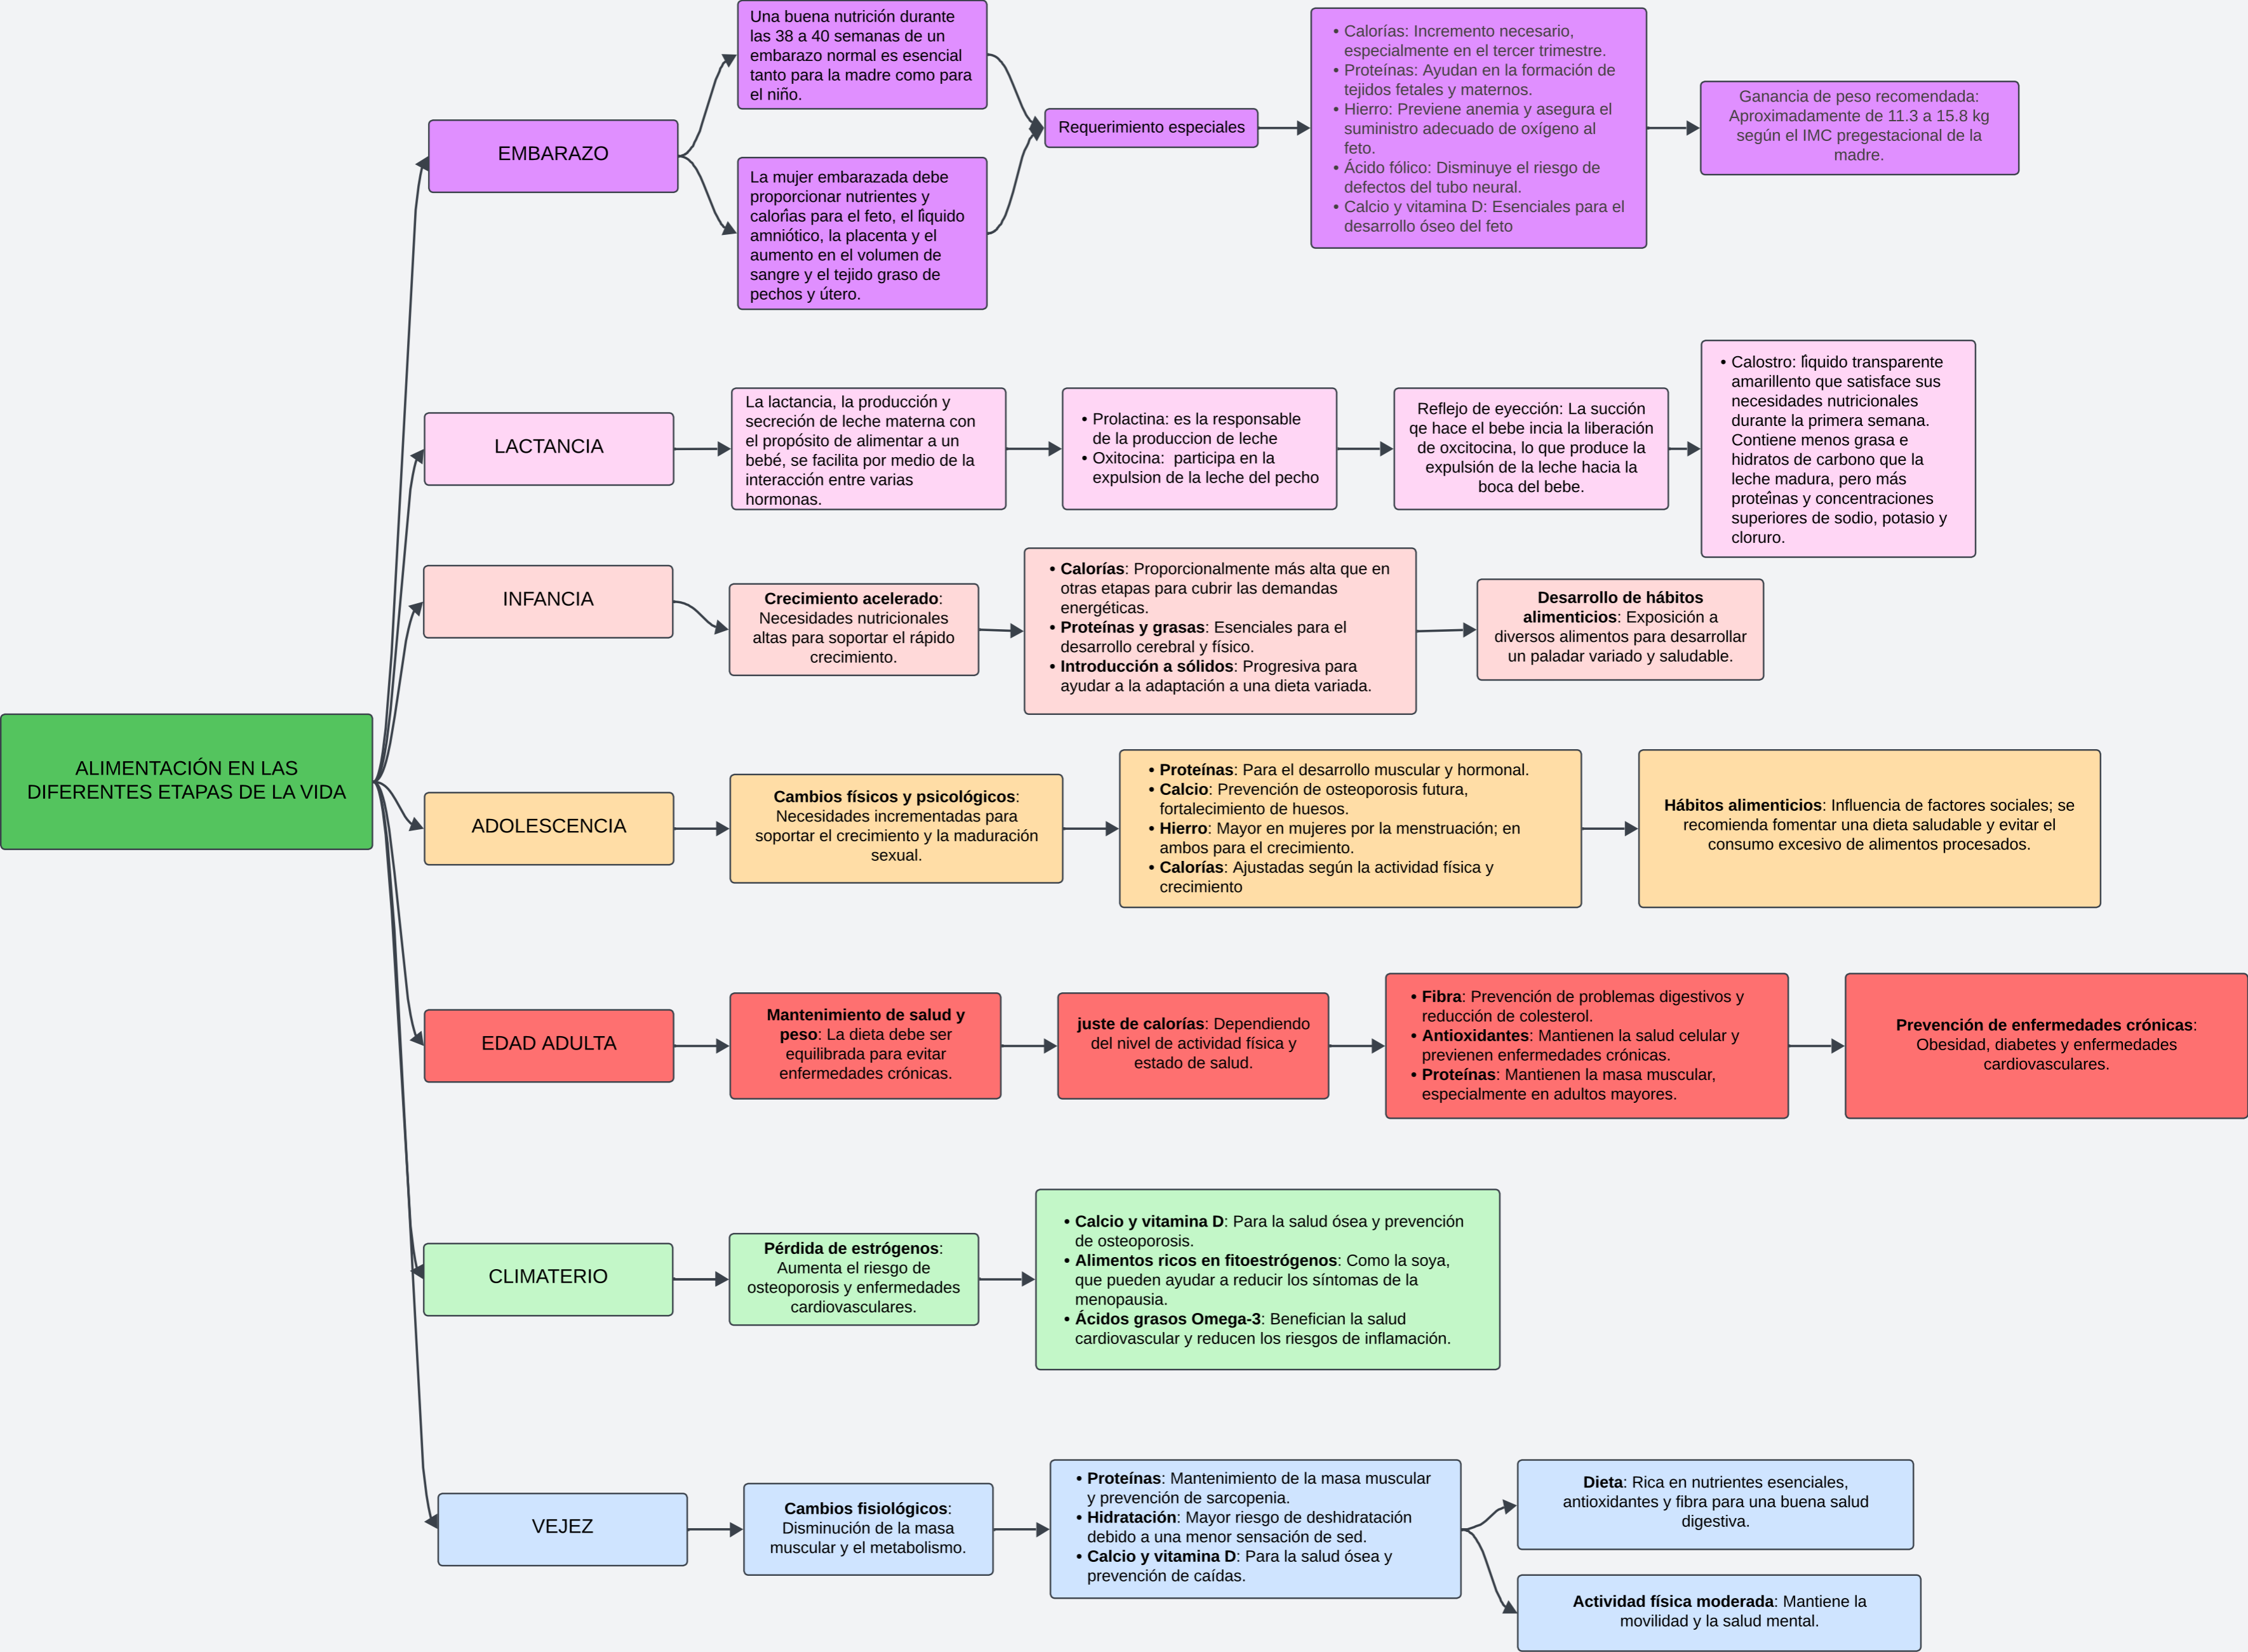 Una buena nutrición durante
las 38 a 40 semanas de un
embarazo normal es esencial
tanto para la madre como para
el niño.
• Calorías: Incremento necesario,
especialmente en el tercer trimestre.
• Proteínas: Ayudan en la formación de
tejidos fetales y maternos.
• Hierro: Previene anemia y asegura el
suministro adecuado de oxígeno al
feto.
• Ácido fólico: Disminuye el riesgo de
defectos del tubo neural.
• Calcio y vitamina D: Esenciales para el
desarrollo óseo del feto
Ganancia de peso recomendada:
Aproximadamente de 11.3 a 15.8 kg
según el IMC pregestacional de la
madre.
Requerimiento especiales
EMBARAZO
La mujer embarazada debe
proporcionar nutrientes y
calorías para el feto, el líquido
amniótico, la placenta y el
aumento en el volumen de
sangre y el tejido graso de
pechos y útero.
LACTANCIA
La lactancia, la producción y
secreción de leche materna con
el propósito de alimentar a un
bebé, se facilita por medio de la
interacción entre varias
hormonas.
• Prolactina: es la responsable
de la produccion de leche
• Oxitocina:  participa en la
expulsion de la leche del pecho
Reflejo de eyección: La succión
qe hace el bebe incia la liberación
de oxcitocina, lo que produce la
expulsión de la leche hacia la
boca del bebe.
• Calostro: líquido transparente
amarillento que satisface sus
necesidades nutricionales
durante la primera semana.
Contiene menos grasa e
hidratos de carbono que la
leche madura, pero más
proteínas y concentraciones
superiores de sodio, potasio y
cloruro.
INFANCIA
Crecimiento acelerado:
Necesidades nutricionales
altas para soportar el rápido
crecimiento.
• Calorías: Proporcionalmente más alta que en
otras etapas para cubrir las demandas
energéticas.
• Proteínas y grasas: Esenciales para el
desarrollo cerebral y físico.
• Introducción a sólidos: Progresiva para
ayudar a la adaptación a una dieta variada.
Desarrollo de hábitos
alimenticios: Exposición a
diversos alimentos para desarrollar
un paladar variado y saludable.
ALIMENTACIÓN EN LAS
DIFERENTES ETAPAS DE LA VIDA
ADOLESCENCIA
Cambios físicos y psicológicos:
Necesidades incrementadas para
soportar el crecimiento y la maduración
sexual.
• Proteínas: Para el desarrollo muscular y hormonal.
• Calcio: Prevención de osteoporosis futura,
fortalecimiento de huesos.
• Hierro: Mayor en mujeres por la menstruación; en
ambos para el crecimiento.
• Calorías: Ajustadas según la actividad física y
crecimiento
Hábitos alimenticios: Influencia de factores sociales; se
recomienda fomentar una dieta saludable y evitar el
consumo excesivo de alimentos procesados.
EDAD ADULTA
Mantenimiento de salud y
peso: La dieta debe ser
equilibrada para evitar
enfermedades crónicas.
juste de calorías: Dependiendo
del nivel de actividad física y
estado de salud.
• Fibra: Prevención de problemas digestivos y
reducción de colesterol.
• Antioxidantes: Mantienen la salud celular y
previenen enfermedades crónicas.
• Proteínas: Mantienen la masa muscular,
especialmente en adultos mayores.
Prevención de enfermedades crónicas:
Obesidad, diabetes y enfermedades
cardiovasculares.
CLIMATERIO
Pérdida de estrógenos:
Aumenta el riesgo de
osteoporosis y enfermedades
cardiovasculares.
• Calcio y vitamina D: Para la salud ósea y prevención
de osteoporosis.
• Alimentos ricos en fitoestrógenos: Como la soya,
que pueden ayudar a reducir los síntomas de la
menopausia.
• Ácidos grasos Omega-3: Benefician la salud
cardiovascular y reducen los riesgos de inflamación.
VEJEZ
Cambios fisiológicos:
Disminución de la masa
muscular y el metabolismo.
• Proteínas: Mantenimiento de la masa muscular
y prevención de sarcopenia.
• Hidratación: Mayor riesgo de deshidratación
debido a una menor sensación de sed.
• Calcio y vitamina D: Para la salud ósea y
prevención de caídas.
Dieta: Rica en nutrientes esenciales,
antioxidantes y fibra para una buena salud
digestiva.
Actividad física moderada: Mantiene la
movilidad y la salud mental.